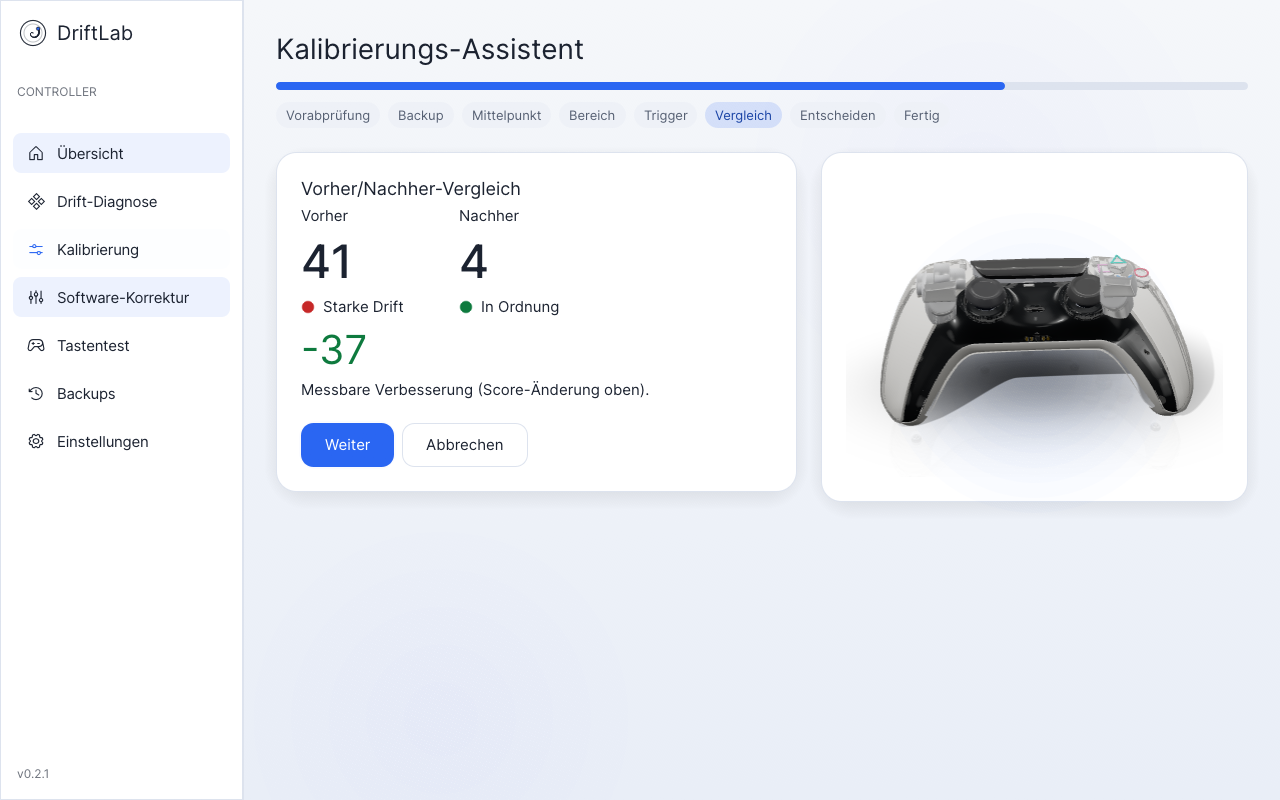 DriftLab
CONTROLLER
Übersicht
Drift-Diagnose
Kalibrierung
Software-Korrektur
Tastentest
Backups
Einstellungen
v0.2.1
Kalibrierungs-Assistent
Vorabprüfung Backup Mittelpunkt Bereich Trigger Vergleich Entscheiden Fertig
Vorher/Nachher-Vergleich
Vorher Nachher
41 4
Starke Drift In Ordnung
-37
Messbare Verbesserung (Score-Änderung oben).
Weiter Abbrechen